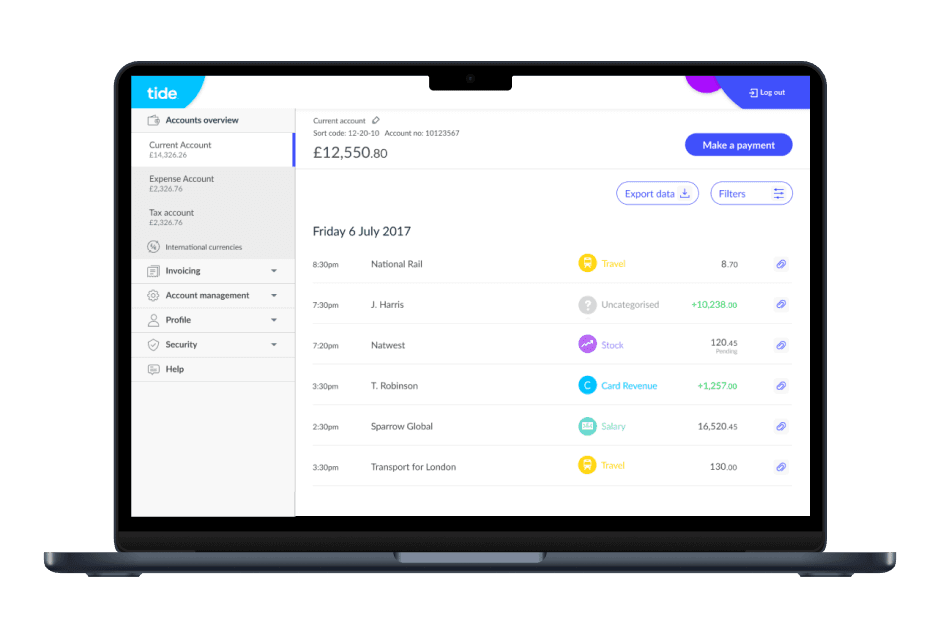 tide
Log out
Accounts overview
Current Account
£14,326.26
Expense Account
£2,326.76
Tax account
£2,326.76
International currencies
Invoicing
Account management
Profile
Security
Help
Current account
Sort code: 12-20-10 Account no: 10123567
£12,550.80
Make a payment
Export data
Filters
Friday 6 July 2017
8:30pm National Rail Travel 8.70
7:30pm J. Harris ? Uncategorised +10,238.00
7:20pm Natwest Stock 120.45
Pending
3:30pm T. Robinson C Card Revenue +1,257.00
2:30pm Sparrow Global Salary 16,520.45
3:30pm Transport for London Travel 130.00